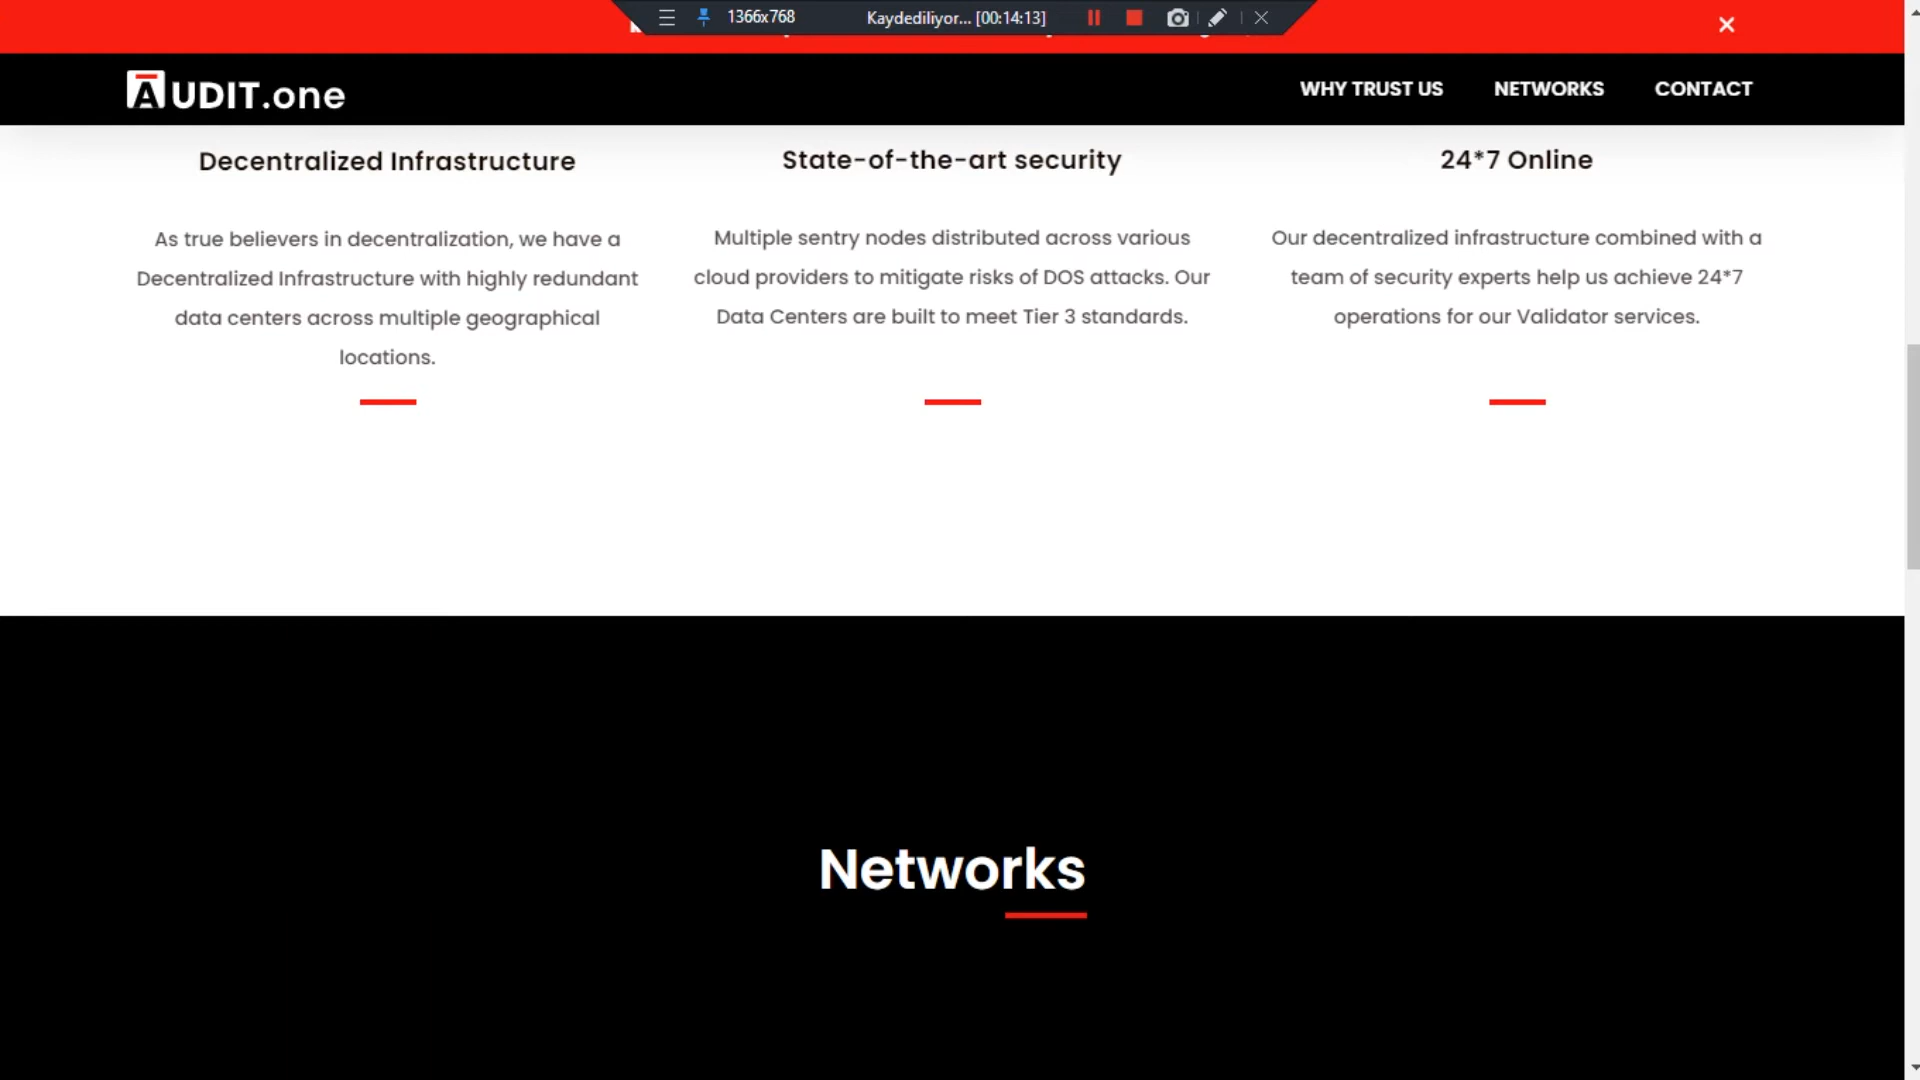 1366x768 Kaydediliyor... [00:14:13]
AUDIT.one
WHY TRUST US NETWORKS CONTACT
Decentralized Infrastructure
As true believers in decentralization, we have a
Decentralized Infrastructure with highly redundant
data centers across multiple geographical
locations.
State-of-the-art security
Multiple sentry nodes distributed across various
cloud providers to mitigate risks of DOS attacks. Our
Data Centers are built to meet Tier 3 standards.
24*7 Online
Our decentralized infrastructure combined with a
team of security experts help us achieve 24*7
operations for our Validator services.
Networks